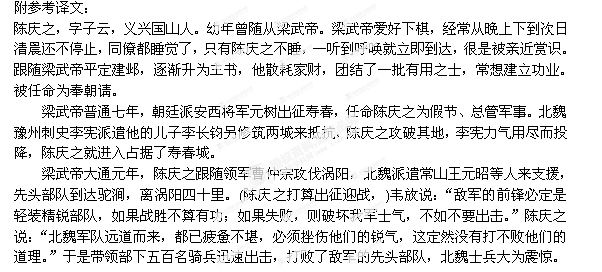 附参考译文：
陈庆之，字子云，义兴国山人。幼年曾随从梁武帝。梁武帝爱好下棋，经常从晚上下到次日
清晨还不停止，同僚都睡觉了，只有陈庆之不睡，一听到呼唤就立即到达，很是被亲近赏识。
跟随梁武帝平定建邺，逐渐升为主书，他散耗家财，团结了一批有用之士，常想建立功业。
被任命为奉朝请。
梁武帝普通七年，朝廷派安西将军元树出征寿春，任命陈庆之为假节、总管军事。北魏
豫州刺史李宪派遣他的儿子李长钧另修筑两城来抵抗、陈庆之攻破其地，李宪力气用尽而投
降，陈庆之就进入占据了寿春城。
梁武帝大通元年，陈庆之跟随领军曹仲宗攻伐涡阳，北魏派遣常山王元昭等人来支援，
先头部队到达驼涧，离涡阳四十里。(陈庆之打算出征迎战，)韦放说：“敌军的前锋必定是
轻装精锐部队，如果战胜不算有功；如果失败，则破坏我军士气，不如不要出击。”陈庆之
说：“北魏军队远道而来，都已疲惫不堪，必须挫伤他们的锐气，这定然没有打不败他们的
道理。”于是带领部下五百名骑兵迅速出击，打败了敌军的先头部队，北魏士兵大为震惊。